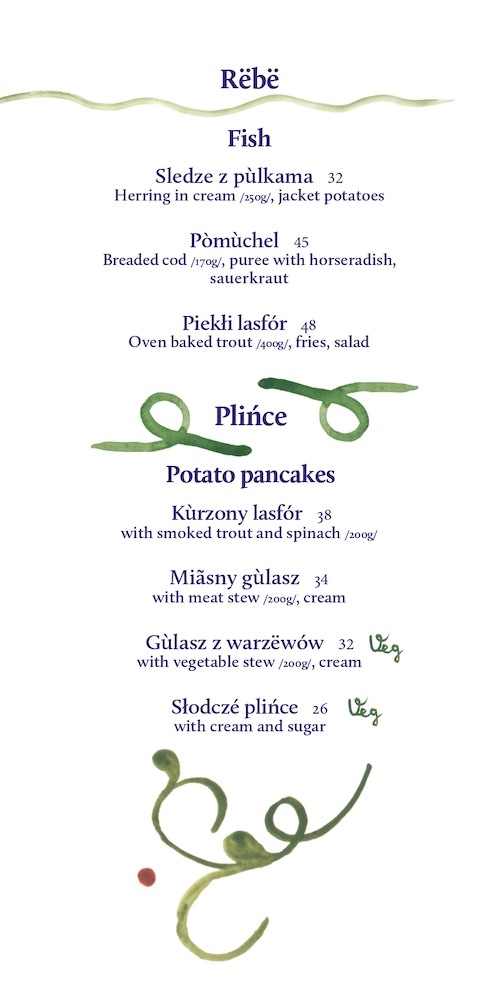 Rëbë
Fish
Sledze z pùlkama 32
Herring in cream /250g/, jacket potatoes
Pòmùchel 45
Breaded cod /170g/, puree with horseradish,
sauerkraut
Piekłi lasfór 48
Oven baked trout /400g/, fries, salad
Plińce
Potato pancakes
Kùrzony lasfór 38
with smoked trout and spinach /200g/
Miãsny gùlasz 34
with meat stew /200g/, cream
Gùlasz z warzëwów 32 Veg
with vegetable stew /200g/, cream
Słodczé plińce 26 Veg
with cream and sugar